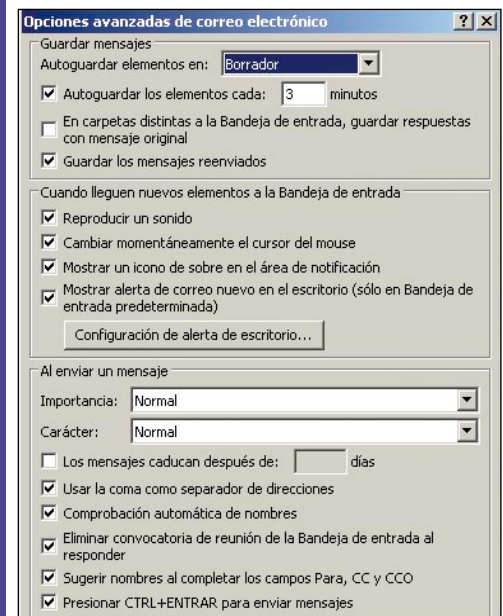 Opciones avanzadas de correo electrónico
Guardar mensajes
Autoguardar elementos en: Borrador
Autoguardar los elementos cada: 3 minutos
En carpetas distintas a la Bandeja de entrada, guardar respuestas
con mensaje original
Guardar los mensajes reenviados
Cuando lleguen nuevos elementos a la Bandeja de entrada
Reproducir un sonido
Cambiar momentáneamente el cursor del mouse
Mostrar un icono de sobre en el área de notificación
Mostrar alerta de correo nuevo en el escritorio (sólo en Bandeja de
entrada predeterminada)
Configuración de alerta de escritorio...
Al enviar un mensaje
Importancia: Normal
Carácter: Normal
Los mensajes caducan después de: días
Usar la coma como separador de direcciones
Comprobación automática de nombres
Eliminar convocatoria de reunión de la Bandeja de entrada al
responder
Sugerir nombres al completar los campos Para, CC y CCO
Presionar CTRL+ENTRAR para enviar mensajes